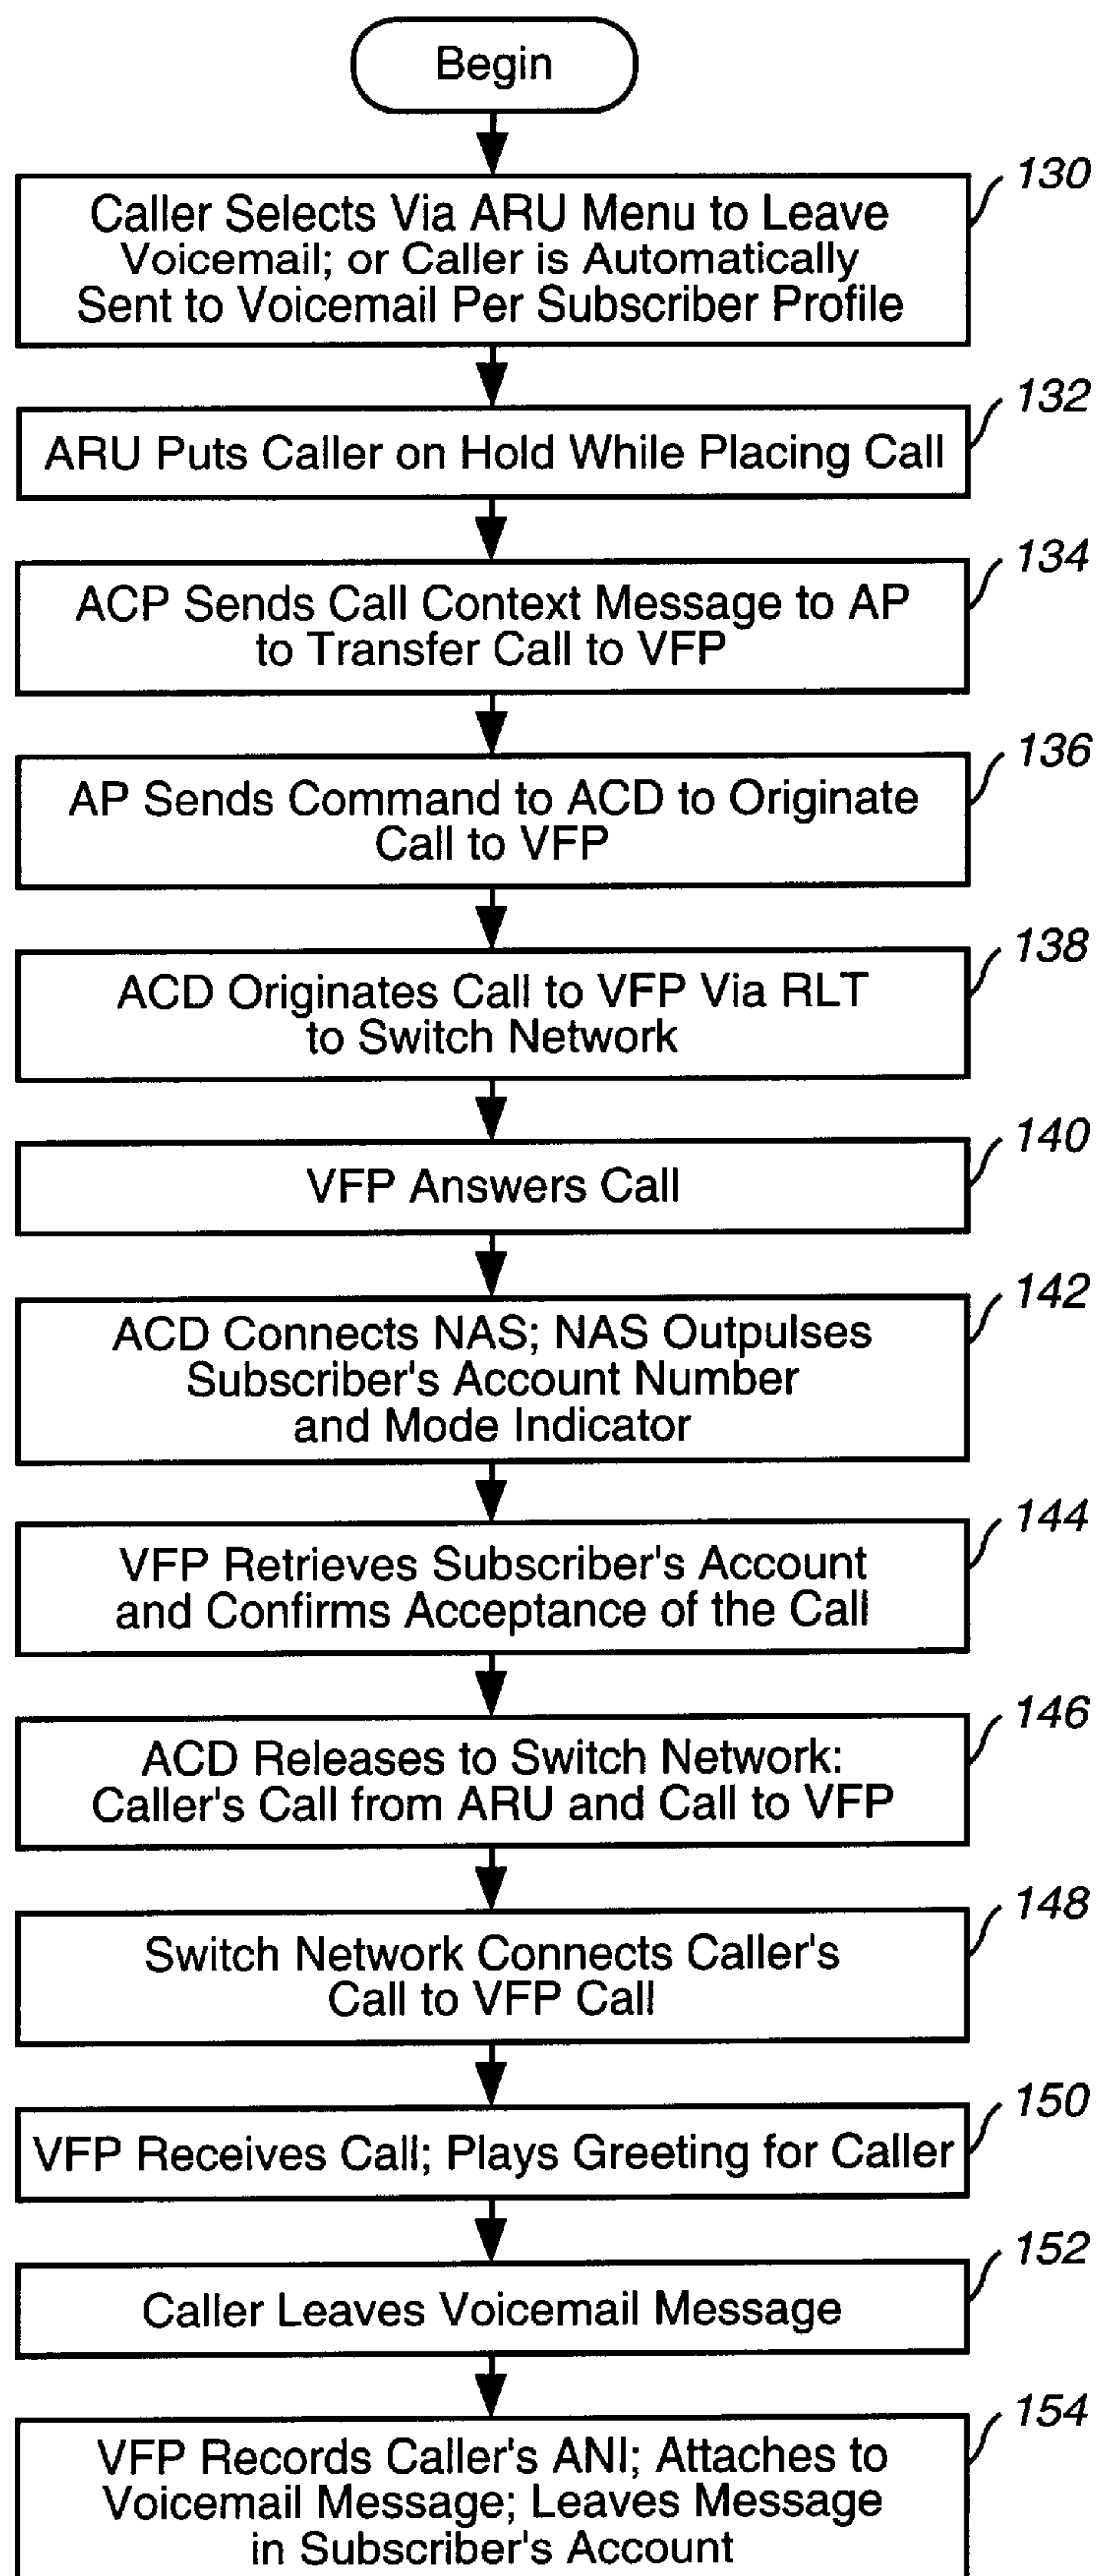 Begin
130
Caller Selects Via ARU Menu to Leave
Voicemail; or Caller is Automatically
Sent to Voicemail Per Subscriber Profile
132
ARU Puts Caller on Hold While Placing Call
134
ACP Sends Call Context Message to AP
to Transfer Call to VFP
136
AP Sends Command to ACD to Originate
Call to VFP
138
ACD Originates Call to VFP Via RLT
to Switch Network
140
VFP Answers Call
142
ACD Connects NAS; NAS Outpulses
Subscriber's Account Number
and Mode Indicator
144
VFP Retrieves Subscriber's Account
and Confirms Acceptance of the Call
146
ACD Releases to Switch Network:
Caller's Call from ARU and Call to VFP
148
Switch Network Connects Caller's
Call to VFP Call
150
VFP Receives Call; Plays Greeting for Caller
152
Caller Leaves Voicemail Message
154
VFP Records Caller's ANI; Attaches to
Voicemail Message; Leaves Message
in Subscriber's Account